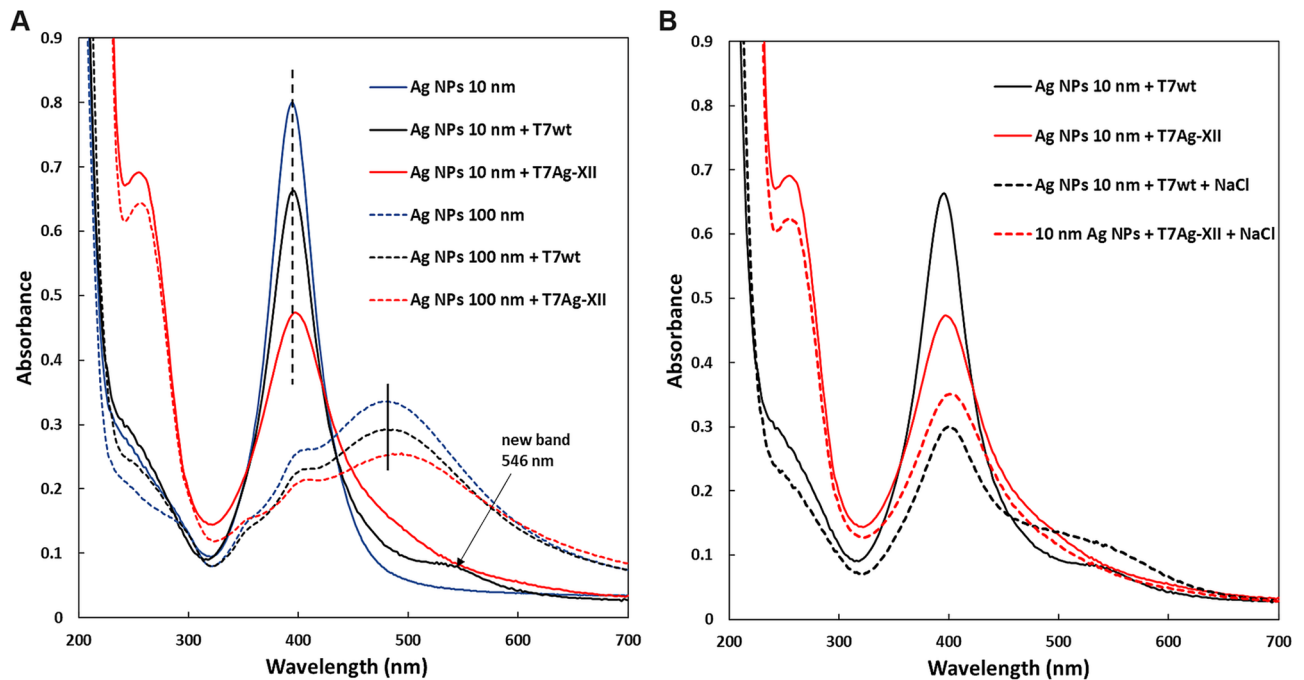 A
0.9
0.8
0.7
0.6
0.5
0.4
0.3
0.2
0.1
0
Absorbance
200
300
400
500
600
700
Wavelength (nm)
Ag NPs 10 nm
Ag NPs 10 nm + T7wt
Ag NPs 10 nm + T7Ag-XII
Ag NPs 100 nm
Ag NPs 100 nm + T7wt
Ag NPs 100 nm + T7Ag-XII
new band
546 nm
B
0.9
0.8
0.7
0.6
0.5
0.4
0.3
0.2
0.1
0
Absorbance
200
300
400
500
600
700
Wavelength (nm)
Ag NPs 10 nm + T7wt
Ag NPs 10 nm + T7Ag-XII
Ag NPs 10 nm + T7wt + NaCl
10 nm Ag NPs + T7Ag-XII + NaCl